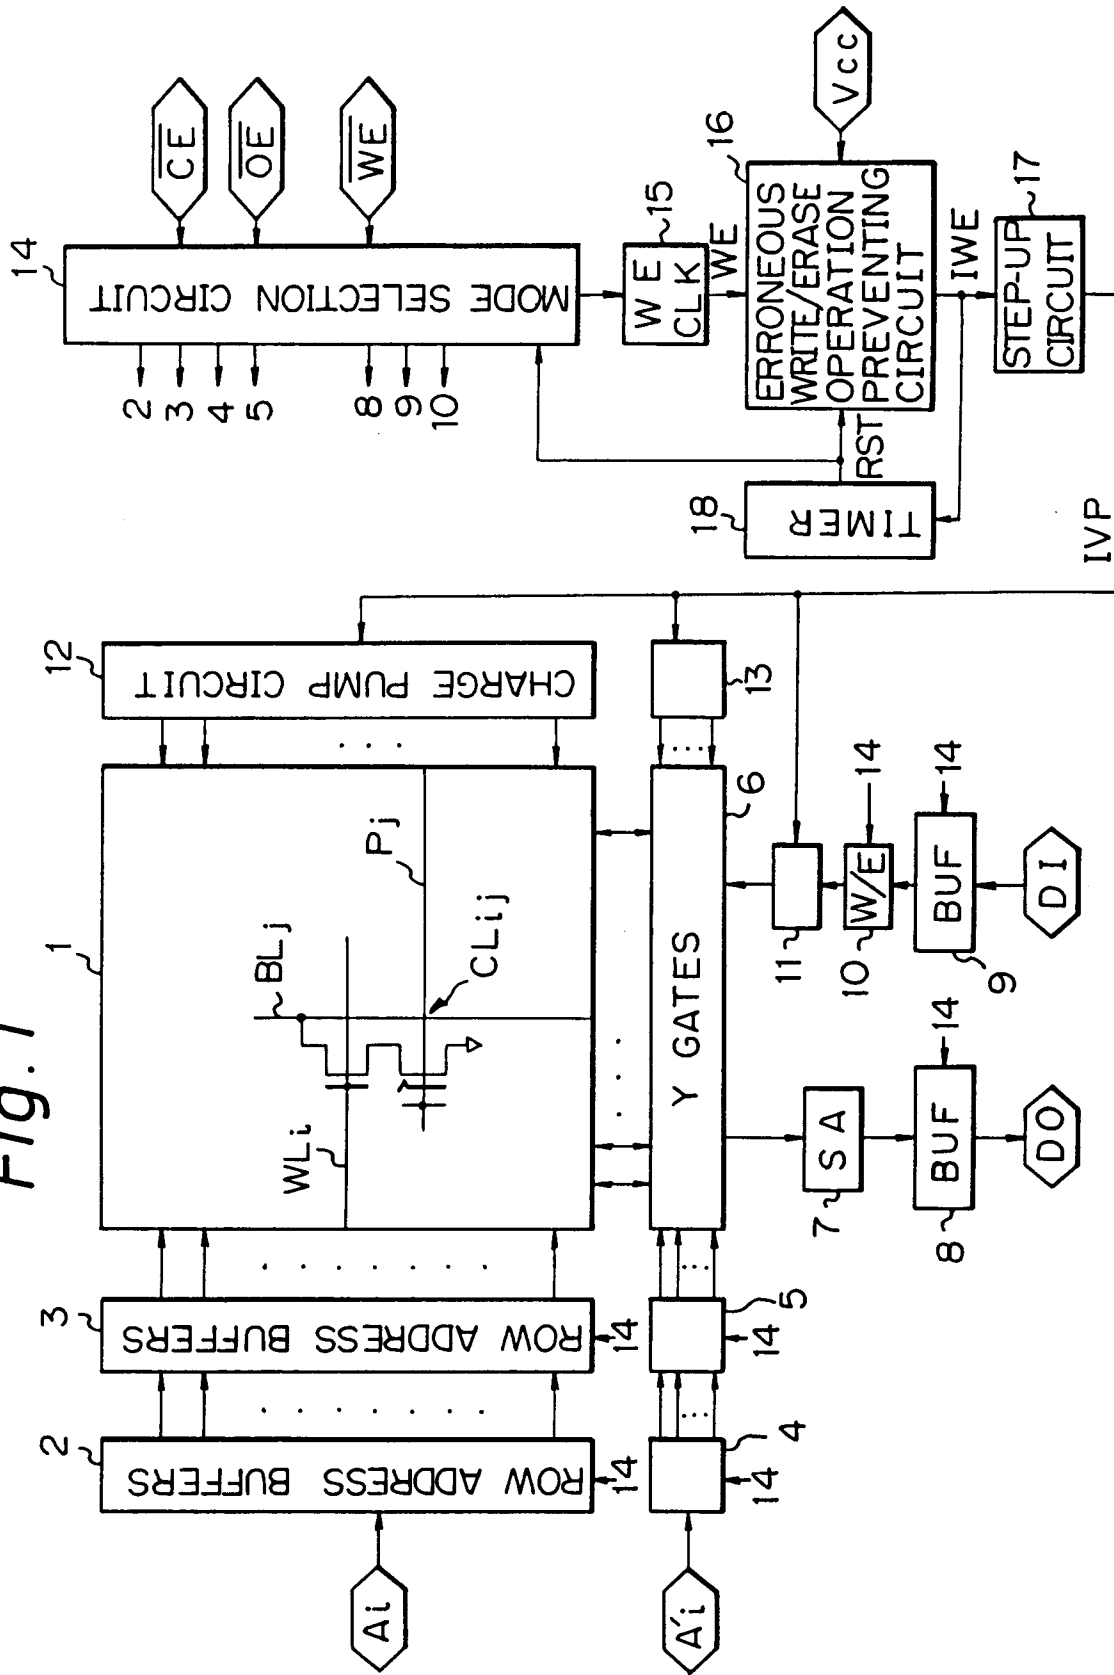 Fig.1
Ai
2
ROW ADDRESS BUFFERS
14
3
ROW ADDRESS BUFFERS
14
1
WLi
BLj
Pj
CLij
12
CHARGE PUMP CIRCUIT
A'i
4
14
5
14
Y GATES
6
13
7
SA
8
BUF
14
DO
11
10
W/E
14
9
BUF
14
DI
IVP
14
MODE SELECTION CIRCUIT
2
3
4
5
8
9
10
C̅E̅
O̅E̅
W̅E̅
15
WE
CLK
WE
16
ERRONEOUS
WRITE/ERASE
OPERATION
PREVENTING
CIRCUIT
Vcc
18
TIMER
RST
IWE
17
STEP-UP
CIRCUIT